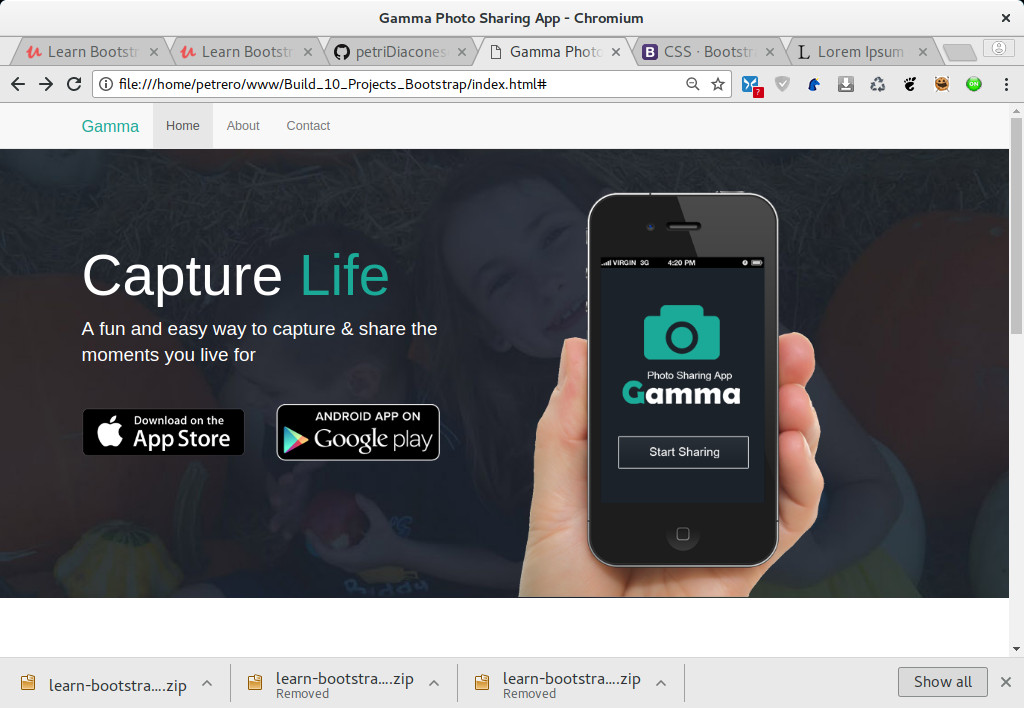 Gamma Photo Sharing App - Chromium
Learn Bootstr
Learn Bootstr
petriDiacones
Gamma Photo
CSS · Bootstr
Lorem Ipsum
file:///home/petrero/www/Build_10_Projects_Bootstrap/index.html#
Gamma
Home
About
Contact
VIRGIN 3G
4:20 PM
Capture Life
A fun and easy way to capture & share the
moments you live for
Photo Sharing App
Gamma
Download on the
App Store
ANDROID APP ON
Google play
Start Sharing
learn-bootstra....zip
learn-bootstra....zip
Removed
learn-bootstra....zip
Removed
Show all